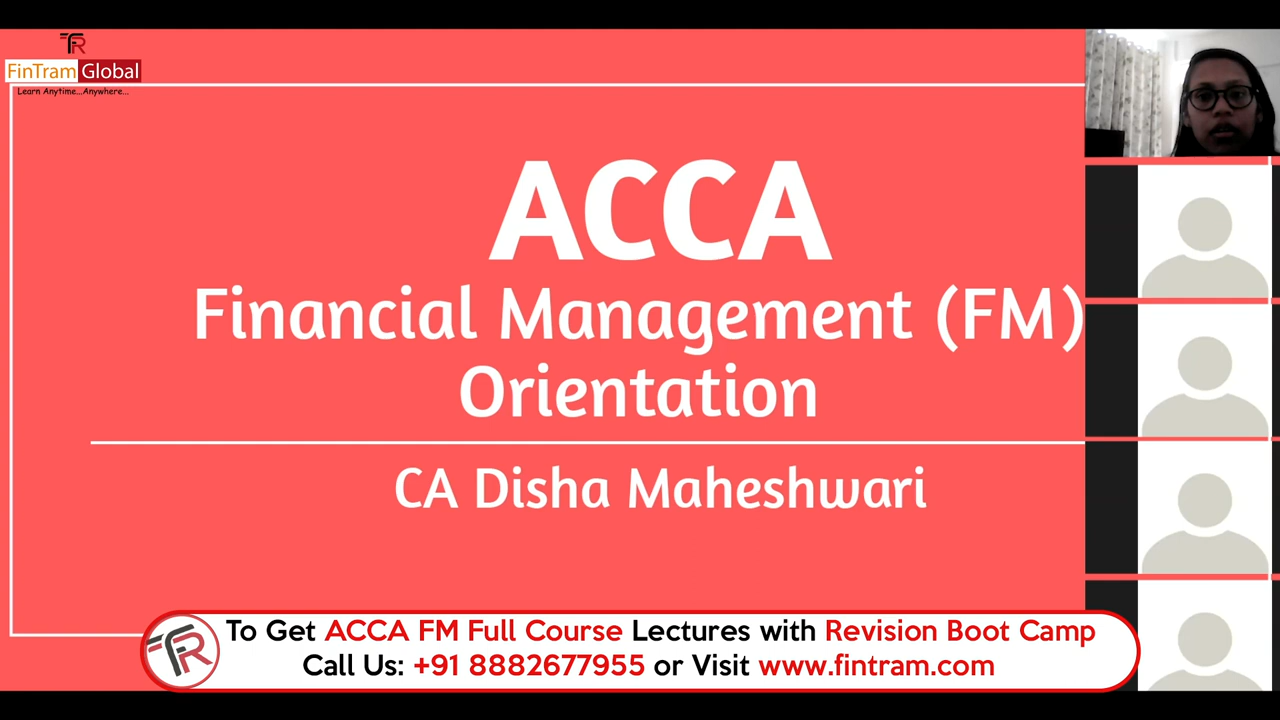 FinTram Global
Learn Anytime...Anywhere...
ACCA
Financial Management (FM)
Orientation
CA Disha Maheshwari
To Get ACCA FM Full Course Lectures with Revision Boot Camp
Call Us: +91 8882677955 or Visit www.fintram.com